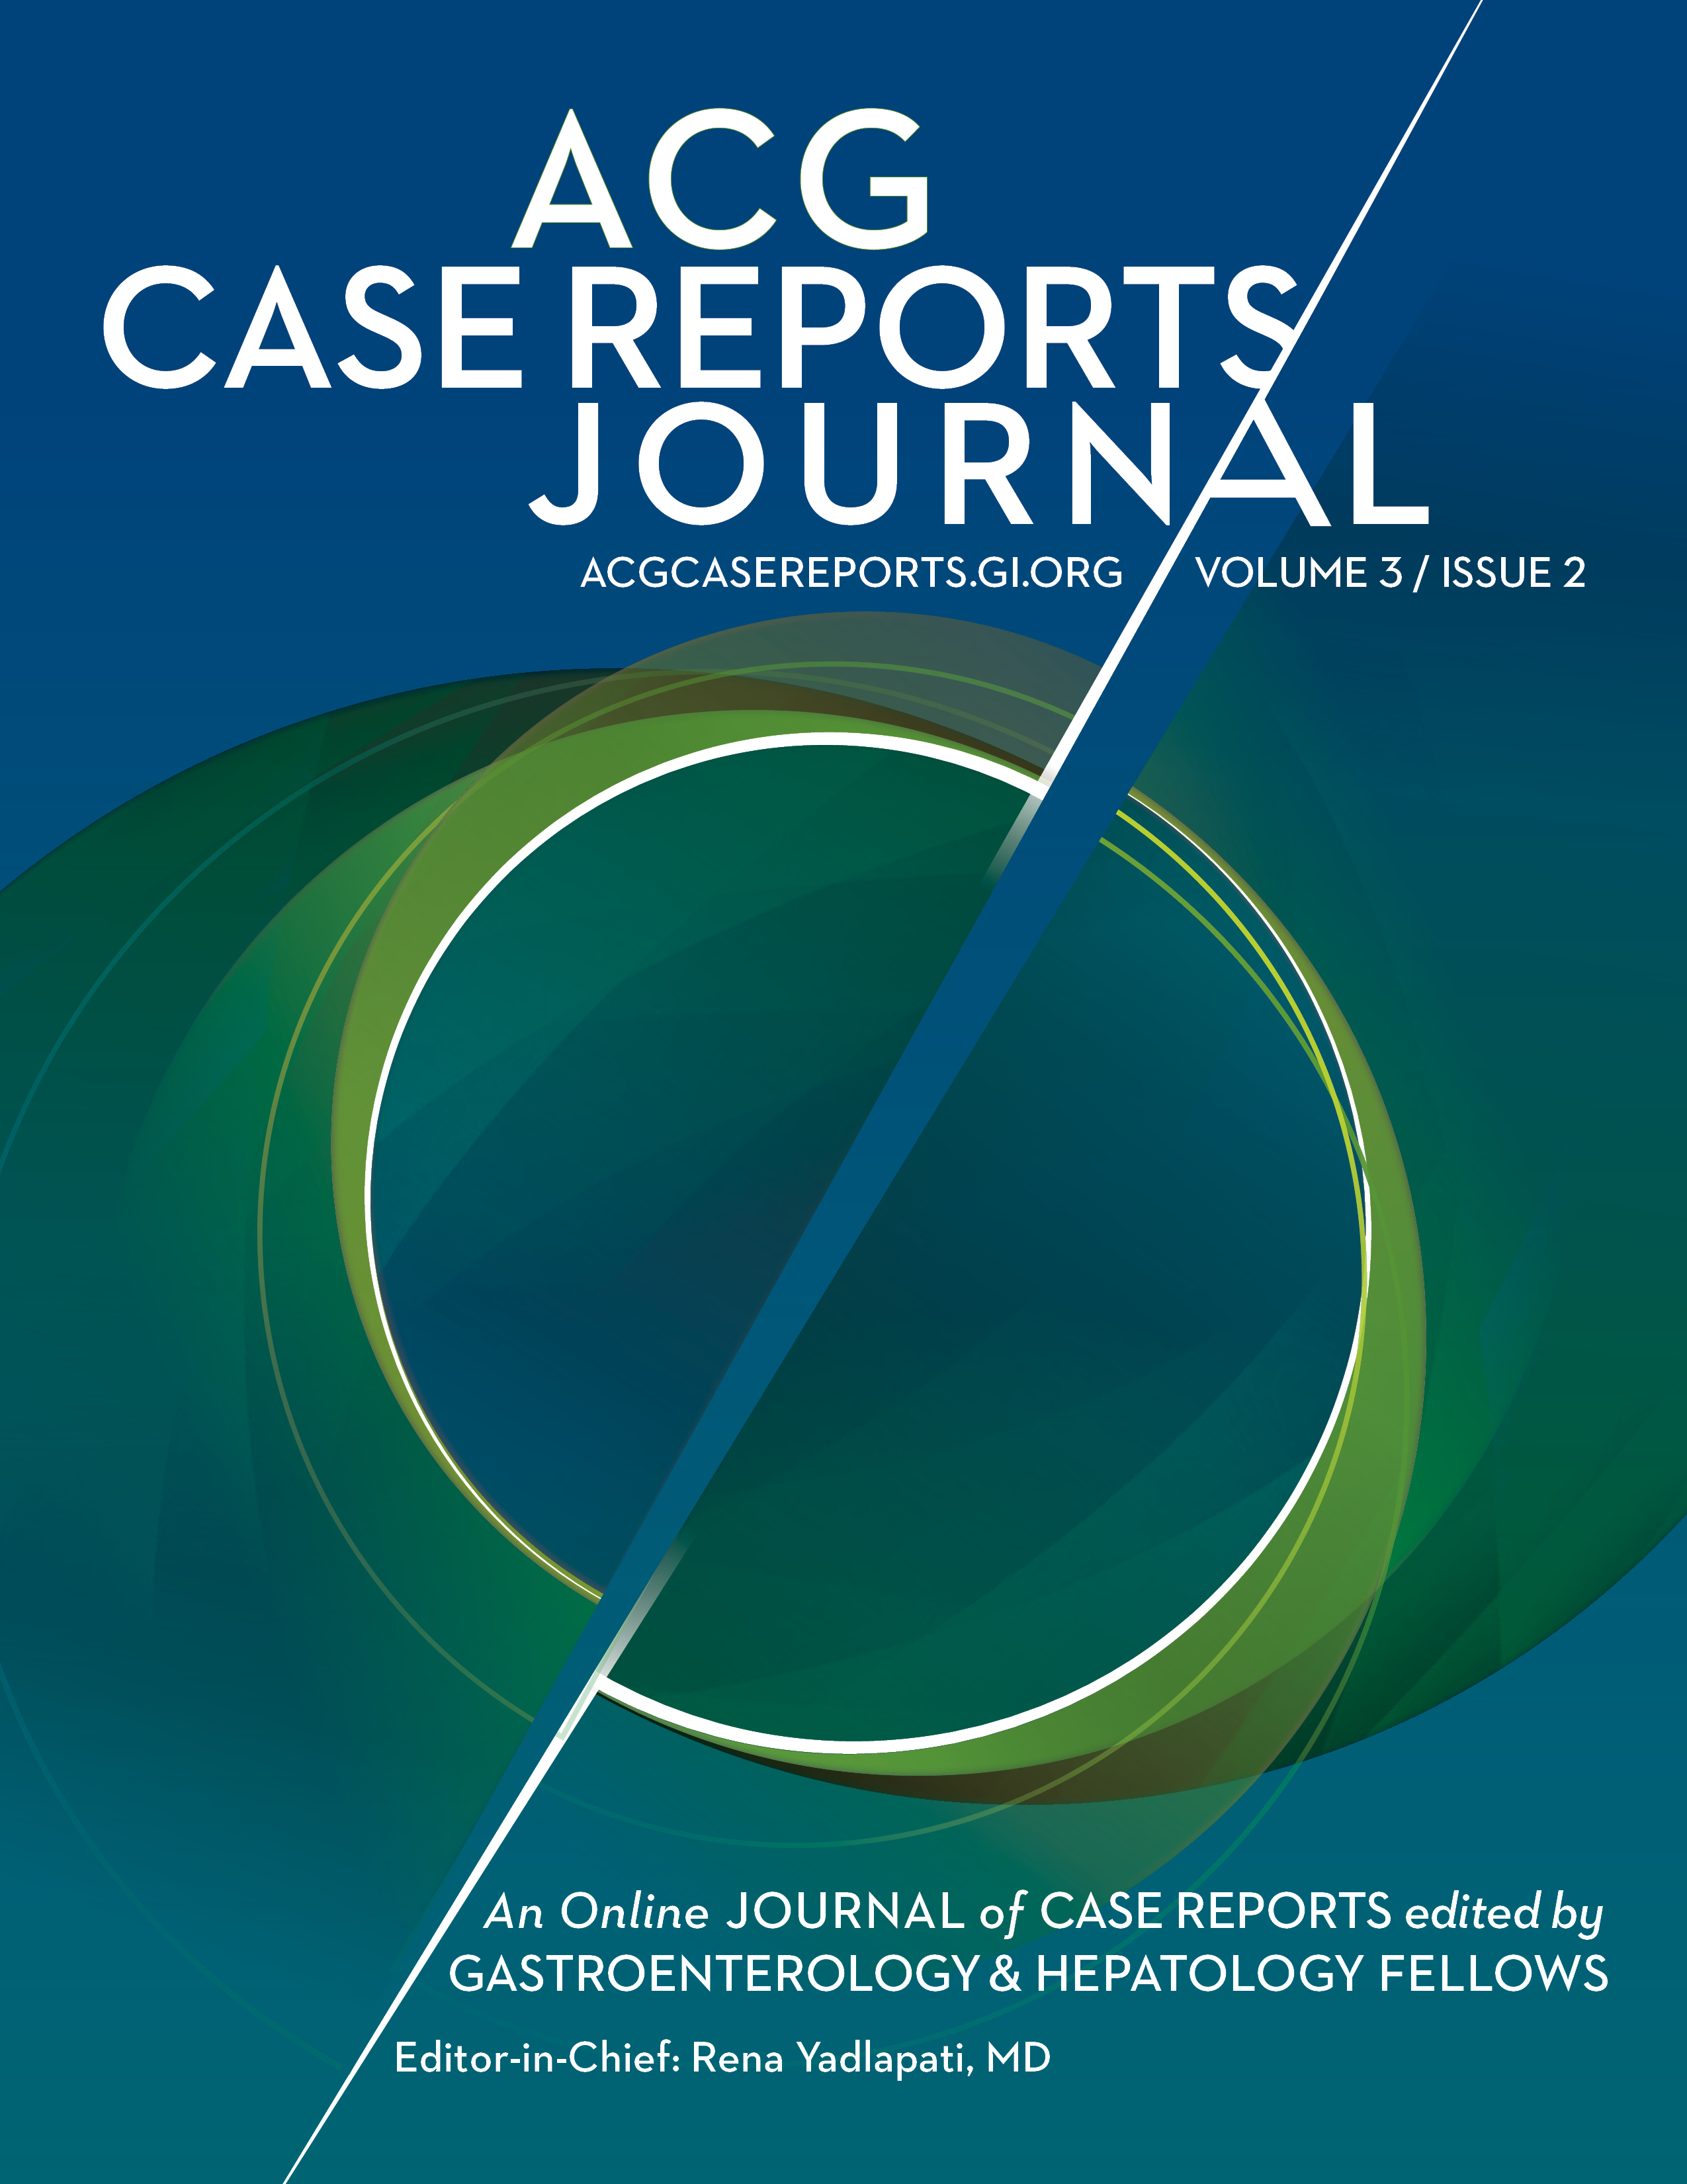 ACG
CASE REPORTS
JOURNAL
ACGCASEREPORTS.GI.ORG VOLUME 3 / ISSUE 2
An Online JOURNAL of CASE REPORTS edited by
GASTROENTEROLOGY & HEPATOLOGY FELLOWS
Editor-in-Chief: Rena Yadlapati, MD